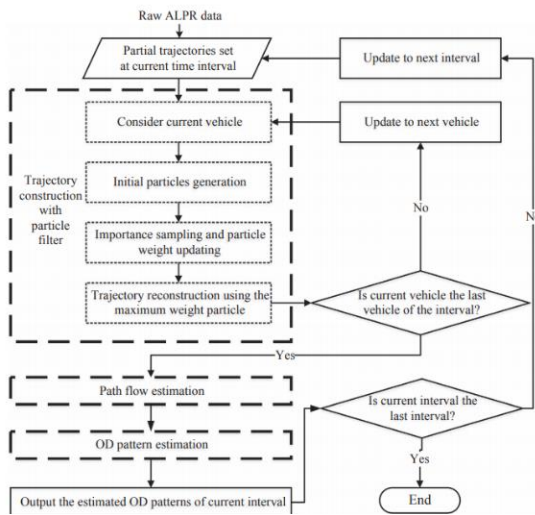 Raw ALPR data
Partial trajectories set
at current time interval
Update to next interval
Consider current vehicle
Update to next vehicle
Trajectory
construction
with
particle
filter
Initial particles generation
No
N
Importance sampling and particle
weight updating
Trajectory reconstruction using the
maximum weight particle
Is current vehicle the last
vehicle of the interval?
Yes
Path flow estimation
Is current interval the
last interval?
OD pattern estimation
Yes
Output the estimated OD patterns of current interval
End